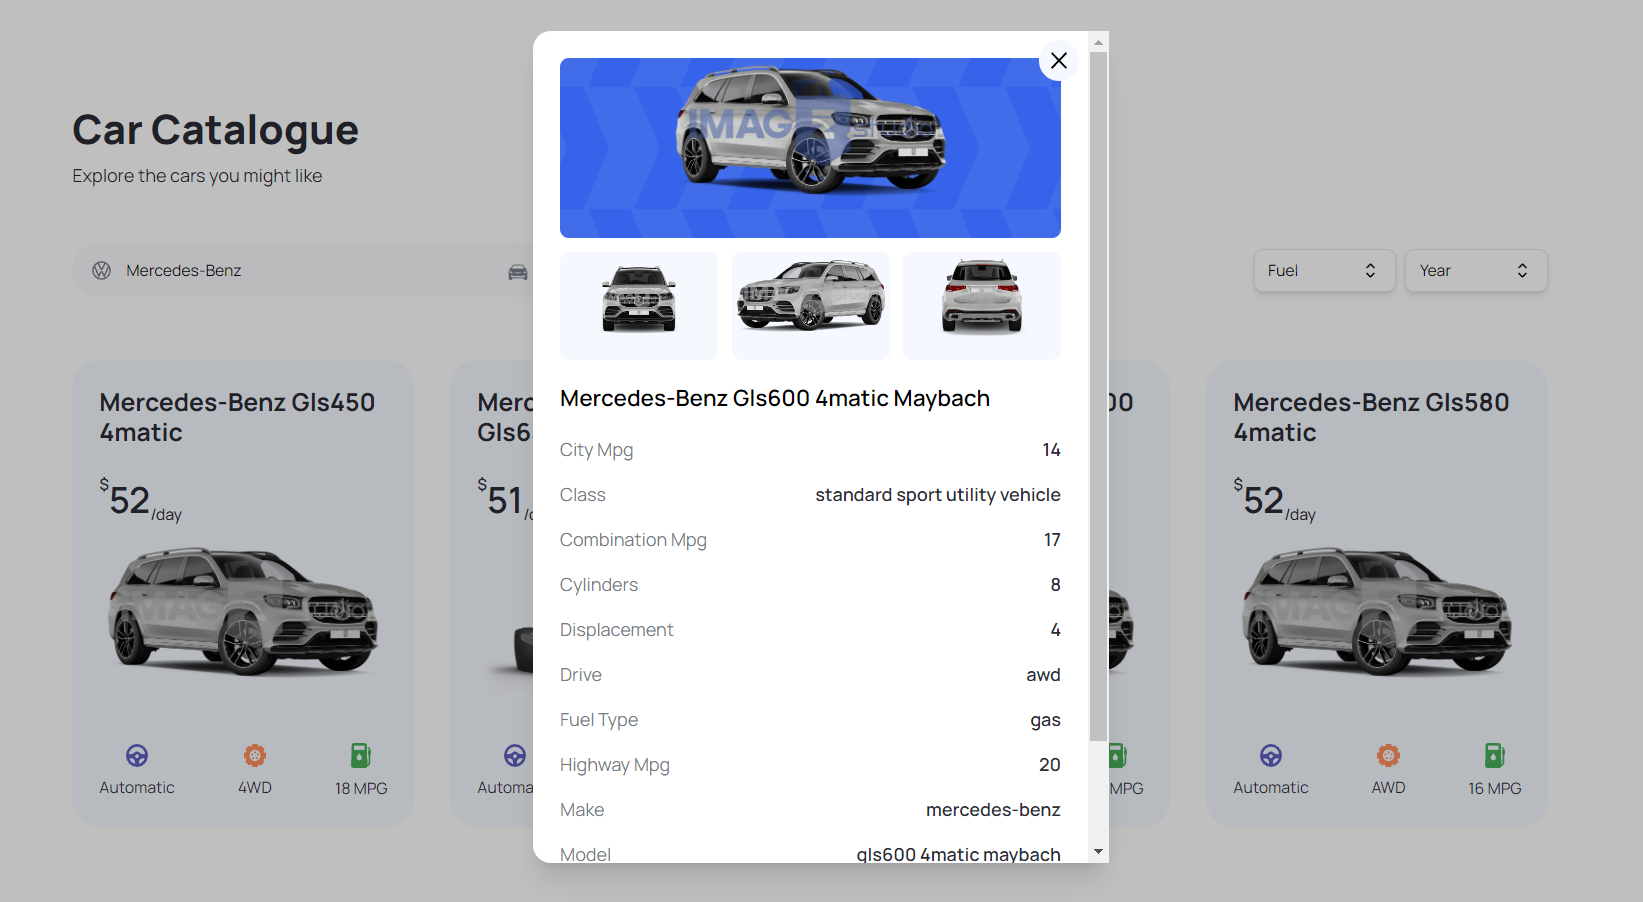 Car Catalogue
Explore the cars you might like
Mercedes-Benz
Fuel
Year
Mercedes-Benz Gls450
4matic
$52/day
Automatic
4WD
18 MPG
Merc
Gls6
$51/d
Automa
IMAG
Mercedes-Benz Gls600 4matic Maybach
City Mpg 14
Class standard sport utility vehicle
Combination Mpg 17
Cylinders 8
Displacement 4
Drive awd
Fuel Type gas
Highway Mpg 20
Make mercedes-benz
Model gls600 4matic maybach
00
MPG
Mercedes-Benz Gls580
4matic
$52/day
Automatic
AWD
16 MPG